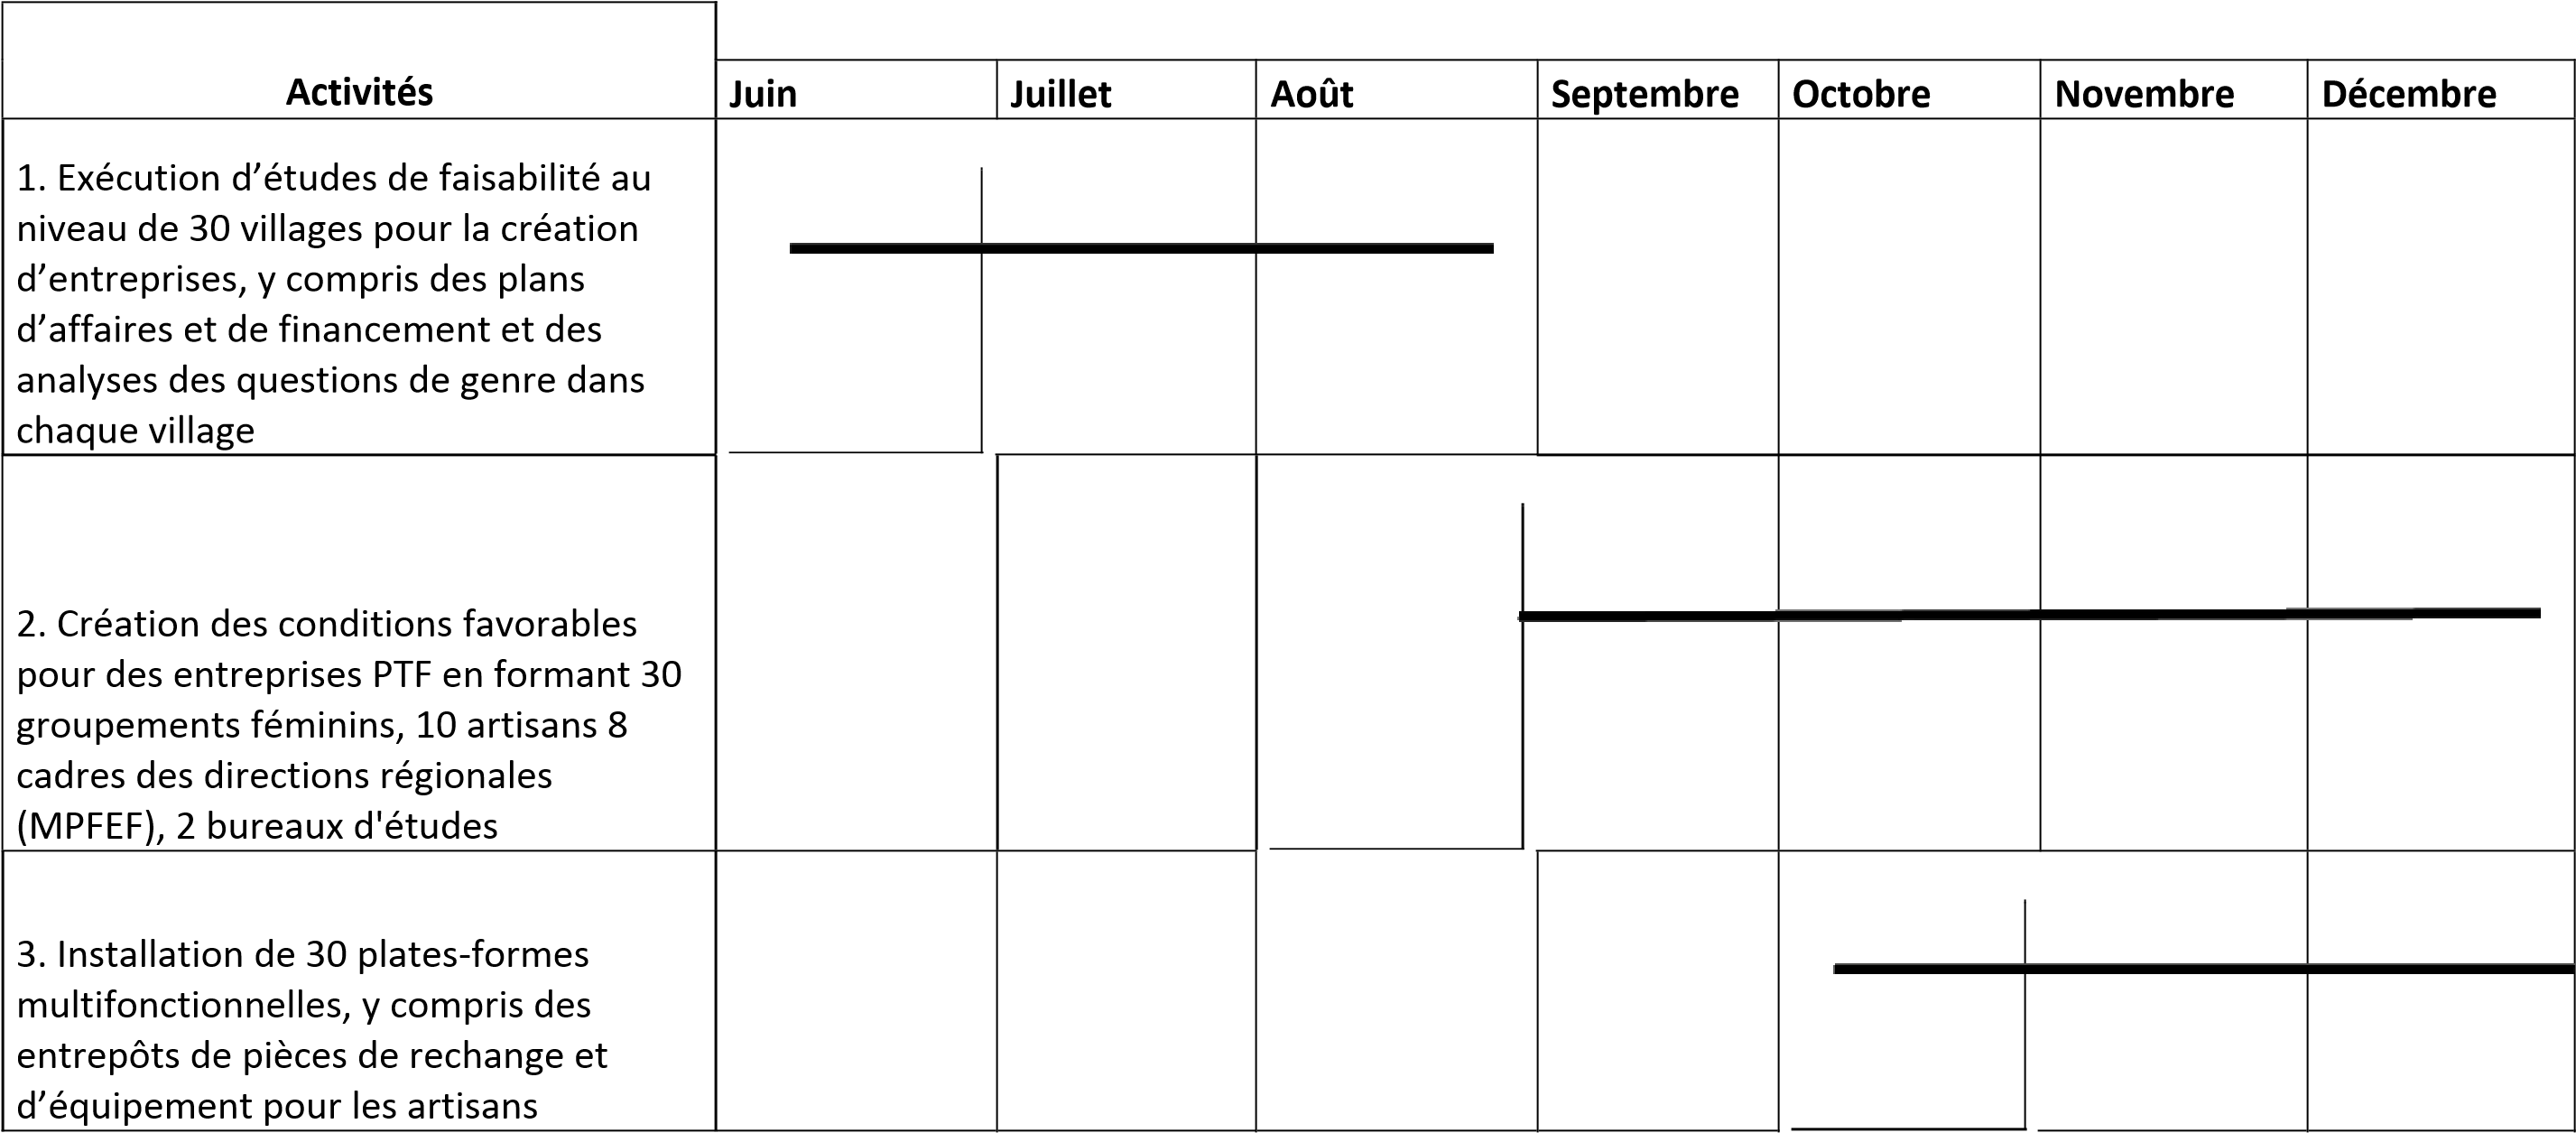 Activités
Juin
Juillet
Août
Septembre
Octobre
Novembre
Décembre
1. Exécution d’études de faisabilité au
niveau de 30 villages pour la création
d’entreprises, y compris des plans
d’affaires et de financement et des
analyses des questions de genre dans
chaque village
2. Création des conditions favorables
pour des entreprises PTF en formant 30
groupements féminins, 10 artisans 8
cadres des directions régionales
(MPFEF), 2 bureaux d'études
3. Installation de 30 plates-formes
multifonctionnelles, y compris des
entrepôts de pièces de rechange et
d’équipement pour les artisans